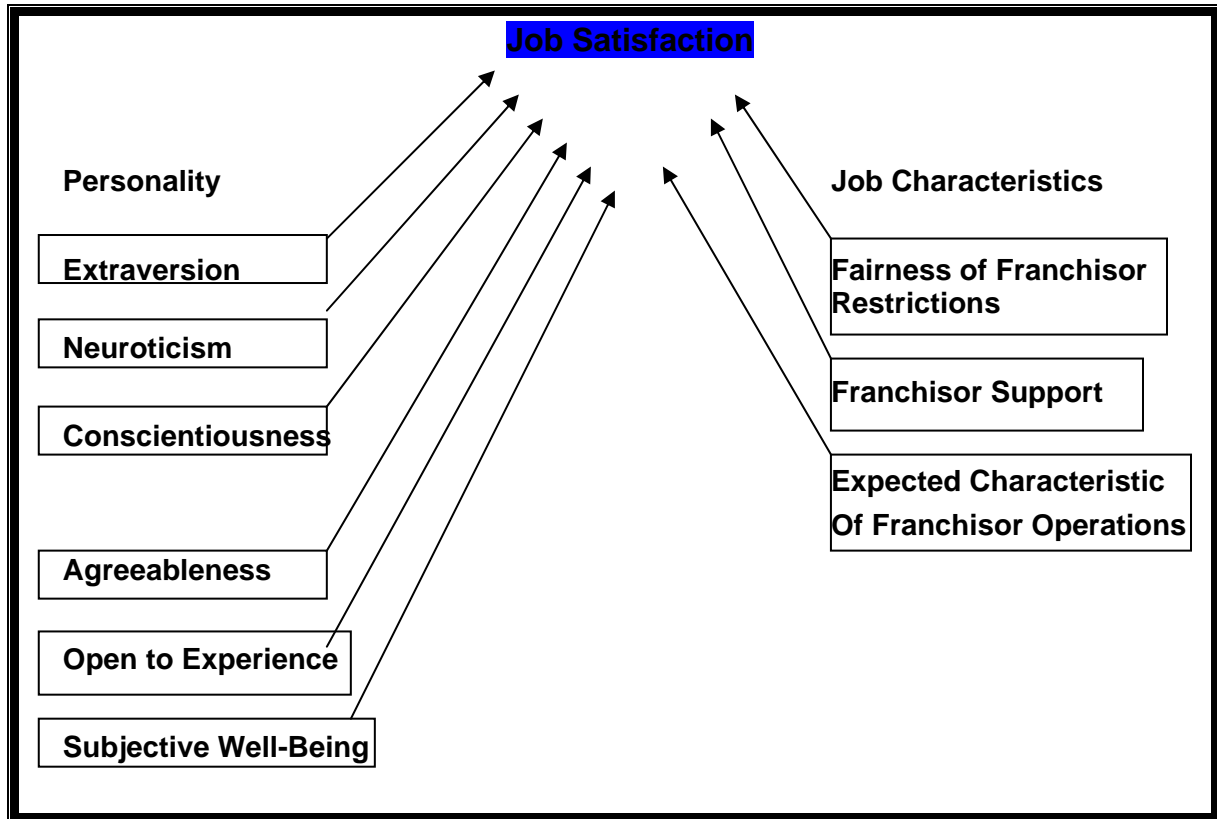 Job Satisfaction
Personality
Extraversion
Neuroticism
Conscientiousness
Agreeableness
Open to Experience
Subjective Well-Being
Job Characteristics
Fairness of Franchisor
Restrictions
Franchisor Support
Expected Characteristic
Of Franchisor Operations